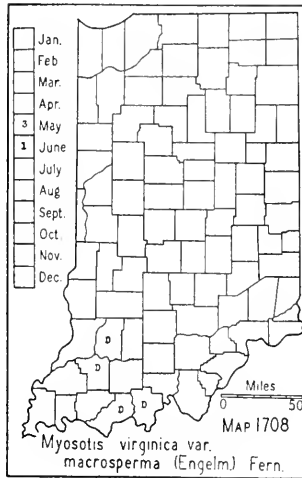 Jan.
Feb
Mar.
Apr.
3 May
1 June
July
Aug
Sept.
Oct.
Nov.
Dec.
D
D
D D
Miles
0 50
MAP 1708
Myosotis virginica var.
macrosperma (Engelm.) Fern.